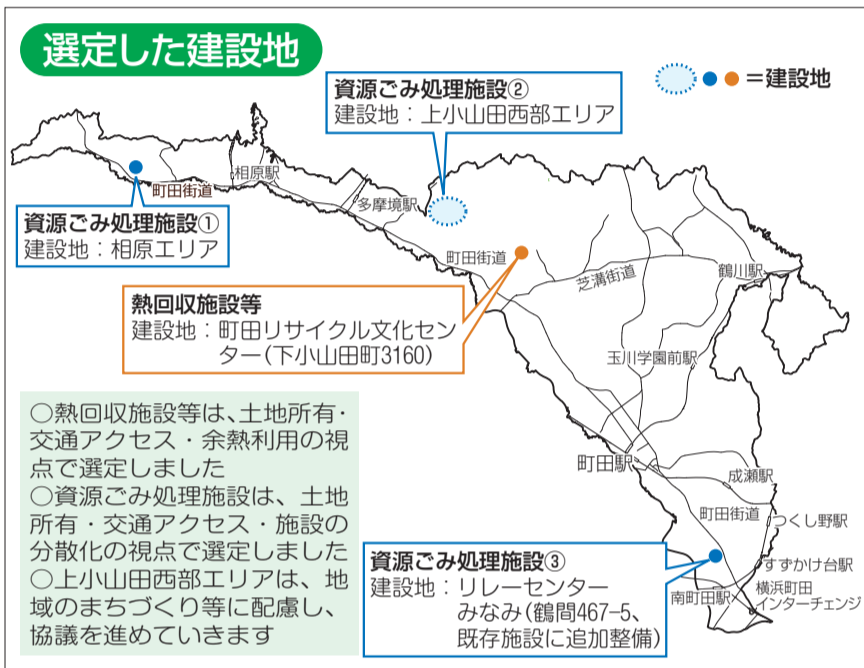 選定した建設地
●●=建設地
資源ごみ処理施設②
建設地：上小山田西部エリア
相原駅
町田街道
多摩境駅
資源ごみ処理施設①
建設地：相原エリア
町田街道
芝溝街道
鶴川駅
熱回収施設等
建設地：町田リサイクル文化セン
ター(下小山田町3160)
玉川学園前駅
○熱回収施設等は、土地所有・
交通アクセス・余熱利用の視
点で選定しました
○資源ごみ処理施設は、土地
所有・交通アクセス・施設の
分散化の視点で選定しました
○上小山田西部エリアは、地
域のまちづくり等に配慮し、
協議を進めていきます
町田駅
成瀬駅
町田街道
つくし野駅
すずかけ台駅
南町田駅
横浜町田
インターチェンジ
資源ごみ処理施設③
建設地：リレーセンター
みなみ(鶴間467-5、
既存施設に追加整備)